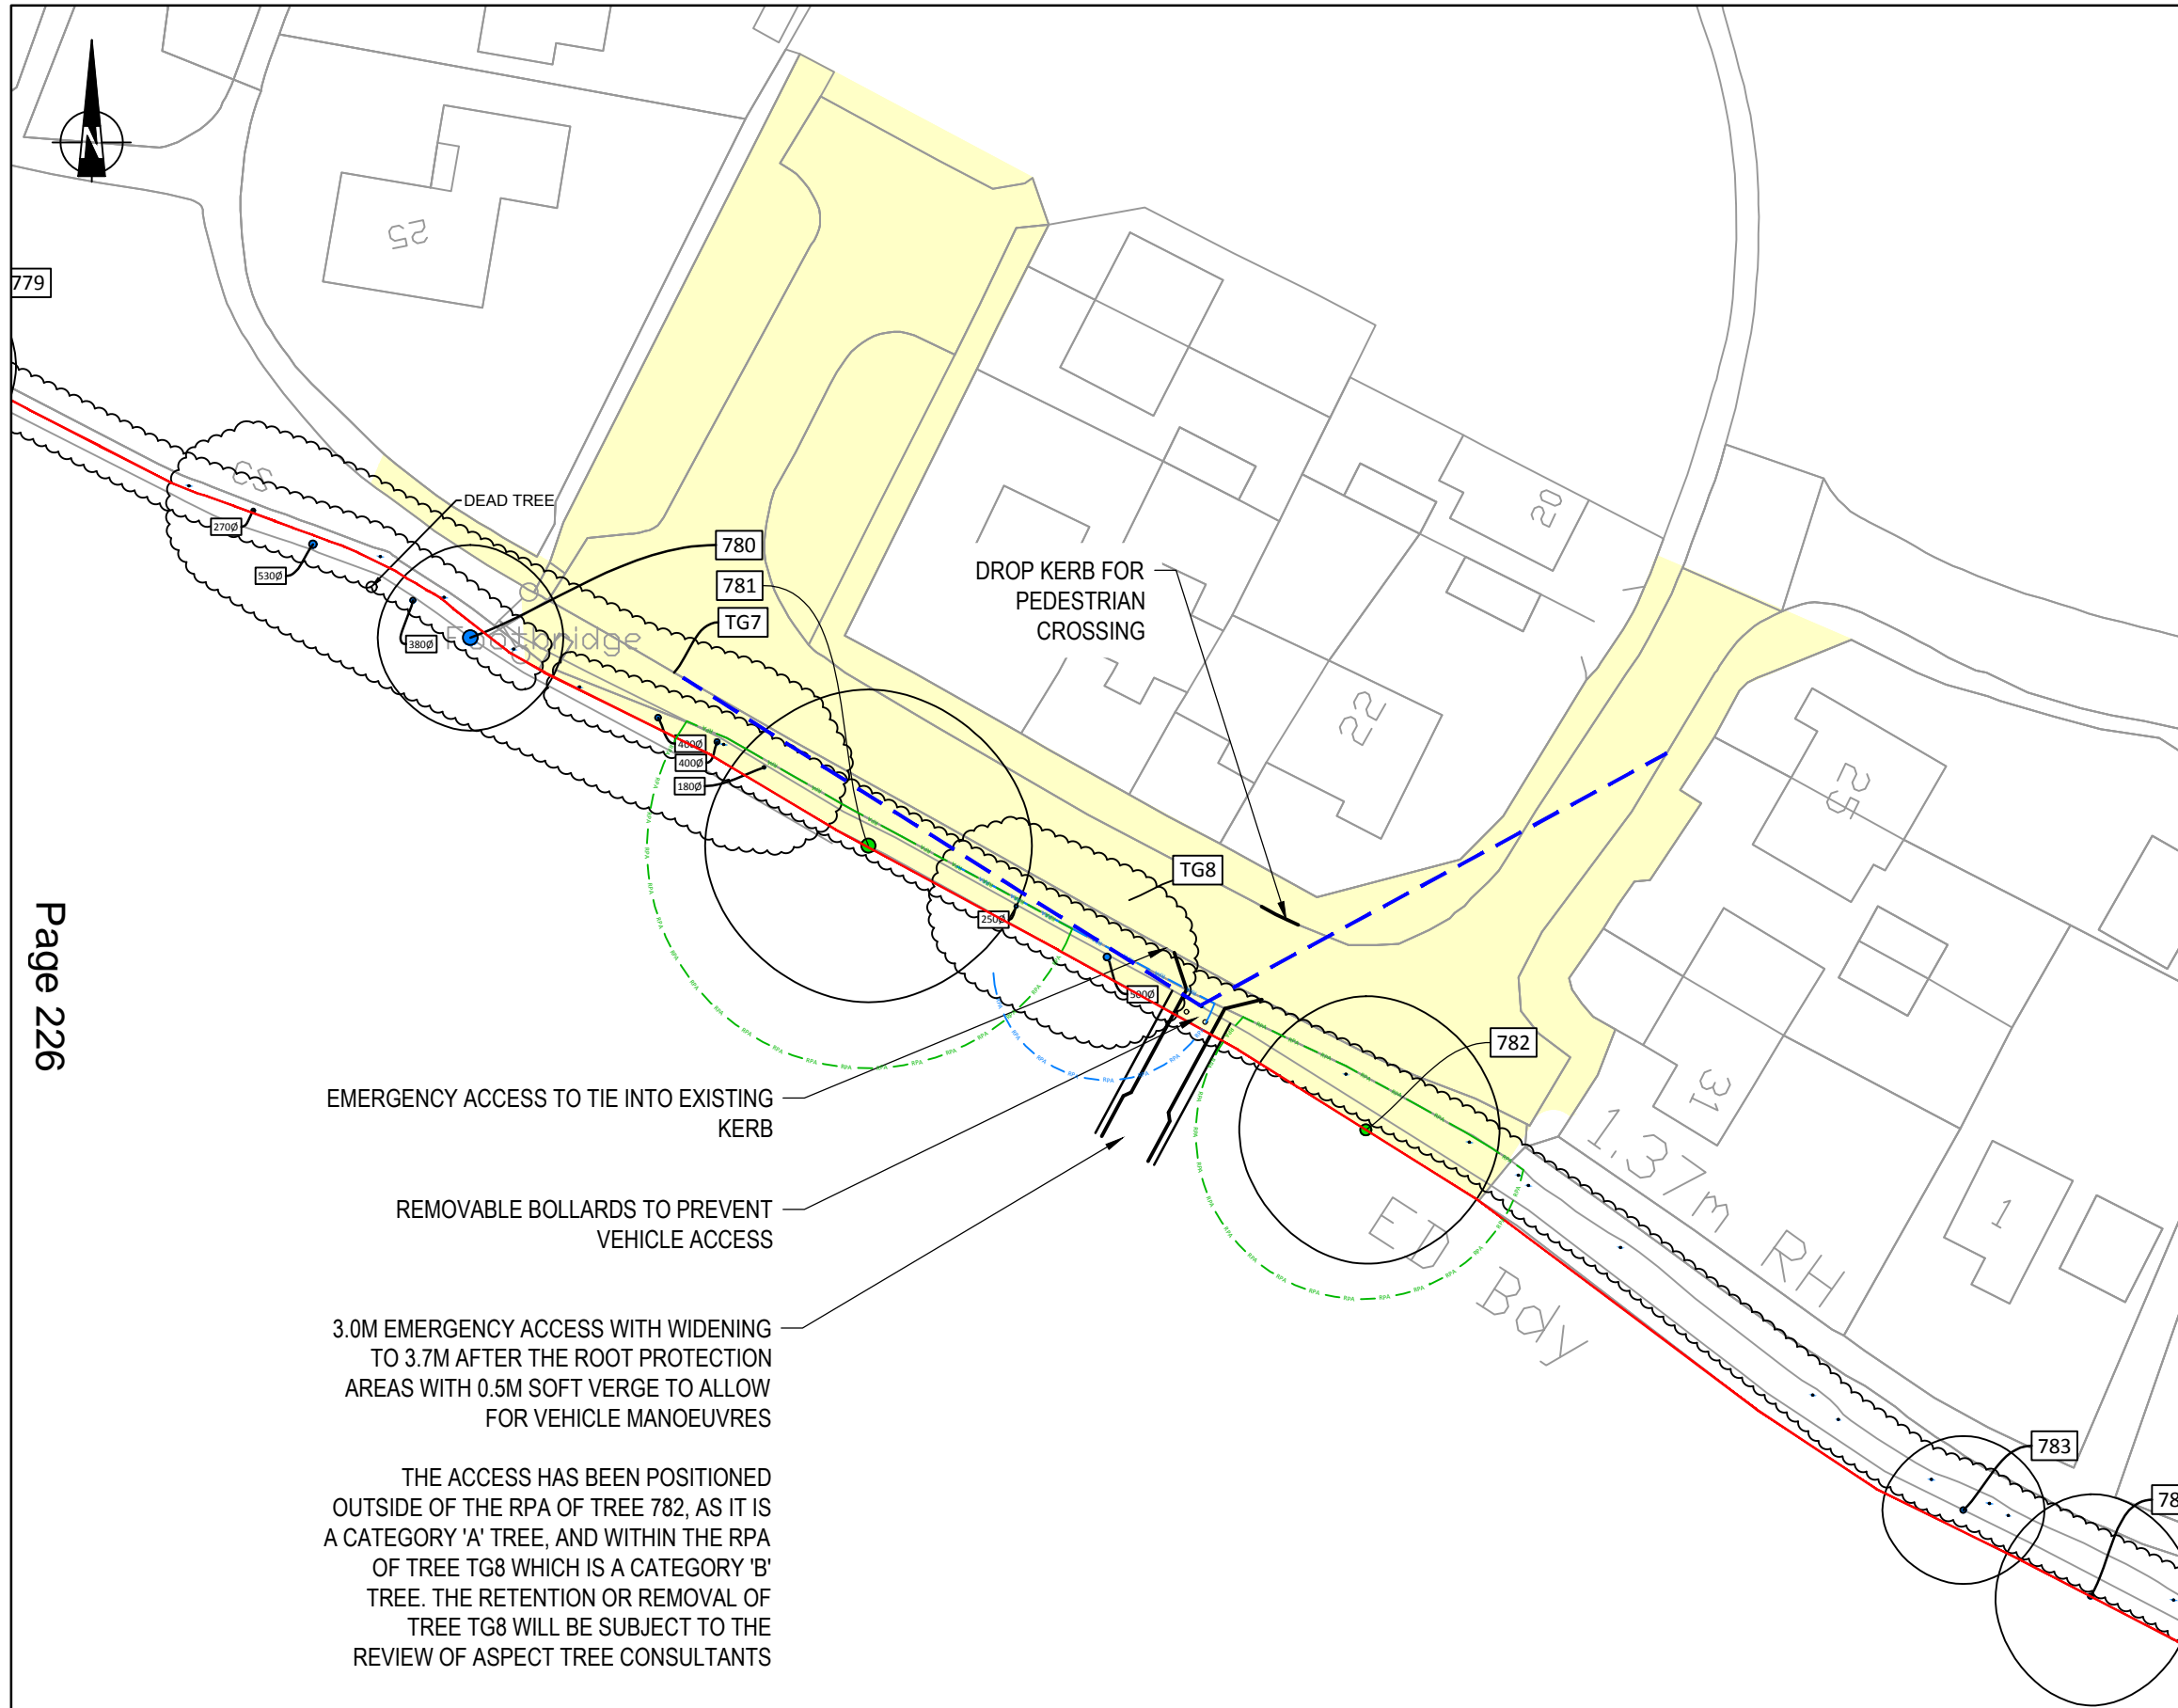 N
25
779
53
DEAD TREE
270Ø
530Ø
380Ø
Footbridge
780
781
TG7
400Ø
400Ø
180Ø
DROP KERB FOR
PEDESTRIAN
CROSSING
20
22
25
TG8
250Ø
500Ø
782
31
1.37m RH
1
ED Bdy
783
78
EMERGENCY ACCESS TO TIE INTO EXISTING
KERB
REMOVABLE BOLLARDS TO PREVENT
VEHICLE ACCESS
3.0M EMERGENCY ACCESS WITH WIDENING
TO 3.7M AFTER THE ROOT PROTECTION
AREAS WITH 0.5M SOFT VERGE TO ALLOW
FOR VEHICLE MANOEUVRES
THE ACCESS HAS BEEN POSITIONED
OUTSIDE OF THE RPA OF TREE 782, AS IT IS
A CATEGORY 'A' TREE, AND WITHIN THE RPA
OF TREE TG8 WHICH IS A CATEGORY 'B'
TREE. THE RETENTION OR REMOVAL OF
TREE TG8 WILL BE SUBJECT TO THE
REVIEW OF ASPECT TREE CONSULTANTS
Page 226